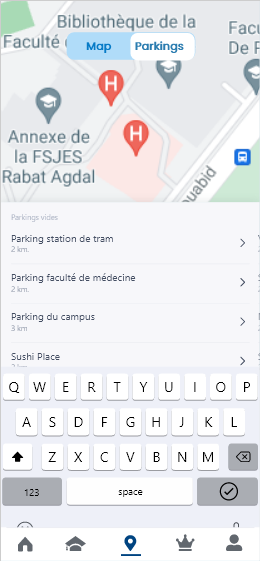 Bibliothèque de la
Faculté
Facu
De F
Map
Parkings
H
H
Annexe de
la FSJES
Rabat Agdal
ouabid
Parkings vides
Parking station de tram
2 km.
Parking faculté de médecine
2 km.
Parking du campus
3 km
Sushi Place
2 km.
Q W E R T Y U I O P
A S D F G H J K L
Z X C V B N M
123 space